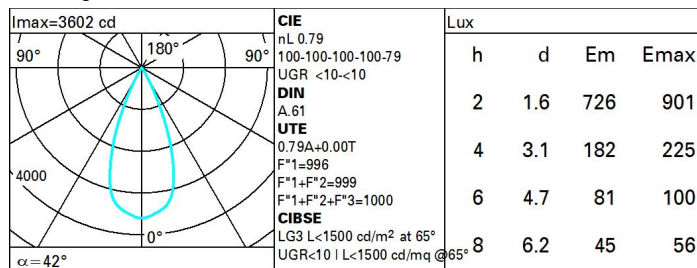 Imax=3602 cd
90°
180°
90°
4000
0°
α=42°
CIE
nL 0.79
100-100-100-100-79
UGR <10-<10
DIN
A.61
UTE
0.79A+0.00T
F"1=996
F"1+F"2=999
F"1+F"2+F"3=1000
CIBSE
LG3 L<1500 cd/m² at 65°
UGR<10 | L<1500 cd/mq @65°
Lux
h d Em Emax
2 1.6 726 901
4 3.1 182 225
6 4.7 81 100
8 6.2 45 56